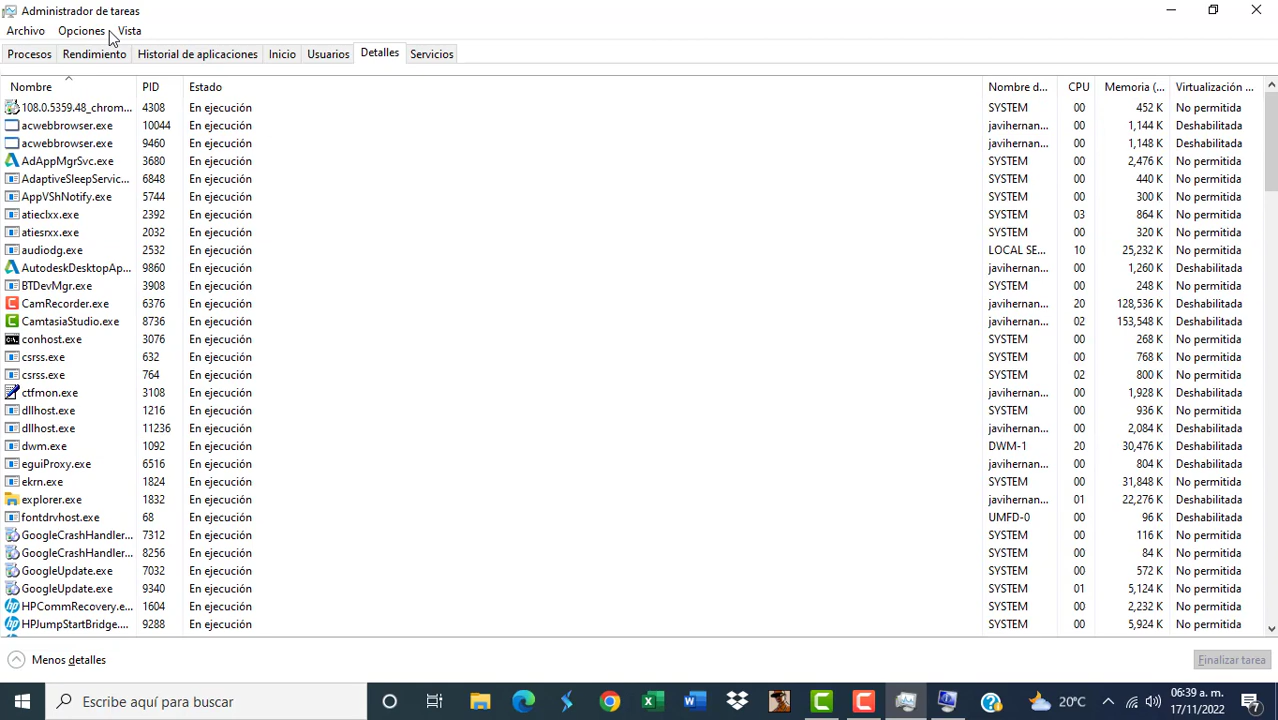 Administrador de tareas
Archivo Opciones Vista
Procesos Rendimiento Historial de aplicaciones Inicio Usuarios Detalles Servicios
Nombre PID Estado Nombre d... CPU Memoria (... Virtualización ...
108.0.5359.48_chrom... 4308 En ejecución SYSTEM 00 452 K No permitida
acwebbrowser.exe 10044 En ejecución javihernan... 00 1,144 K Deshabilitada
acwebbrowser.exe 9460 En ejecución javihernan... 00 1,148 K Deshabilitada
AdAppMgrSvc.exe 3680 En ejecución SYSTEM 00 2,476 K No permitida
AdaptiveSleepServic... 6848 En ejecución SYSTEM 00 440 K No permitida
AppVShNotify.exe 5744 En ejecución SYSTEM 00 300 K No permitida
atieclxx.exe 2392 En ejecución SYSTEM 03 864 K No permitida
atiesrxx.exe 2032 En ejecución SYSTEM 00 320 K No permitida
audiodg.exe 2532 En ejecución LOCAL SE... 10 25,232 K No permitida
AutodeskDesktopAp... 9860 En ejecución javihernan... 00 1,260 K Deshabilitada
BTDevMgr.exe 3908 En ejecución SYSTEM 00 248 K No permitida
CamRecorder.exe 6376 En ejecución javihernan... 20 128,536 K Deshabilitada
CamtasiaStudio.exe 8736 En ejecución javihernan... 02 153,548 K Deshabilitada
conhost.exe 3076 En ejecución SYSTEM 00 268 K No permitida
csrss.exe 632 En ejecución SYSTEM 00 768 K No permitida
csrss.exe 764 En ejecución SYSTEM 02 800 K No permitida
ctfmon.exe 3108 En ejecución javihernan... 00 1,928 K Deshabilitada
dllhost.exe 1216 En ejecución SYSTEM 00 936 K No permitida
dllhost.exe 11236 En ejecución javihernan... 00 2,084 K Deshabilitada
dwm.exe 1092 En ejecución DWM-1 20 30,476 K Deshabilitada
eguiProxy.exe 6516 En ejecución javihernan... 00 804 K Deshabilitada
ekrn.exe 1824 En ejecución SYSTEM 00 31,848 K No permitida
explorer.exe 1832 En ejecución javihernan... 01 22,276 K Deshabilitada
fontdrvhost.exe 68 En ejecución UMFD-0 00 96 K Deshabilitada
GoogleCrashHandler... 7312 En ejecución SYSTEM 00 116 K No permitida
GoogleCrashHandler... 8256 En ejecución SYSTEM 00 84 K No permitida
GoogleUpdate.exe 7032 En ejecución SYSTEM 00 572 K No permitida
GoogleUpdate.exe 9340 En ejecución SYSTEM 01 5,124 K No permitida
HPCommRecovery.e... 1604 En ejecución SYSTEM 00 2,232 K No permitida
HPJumpStartBridge.... 9288 En ejecución SYSTEM 00 5,924 K No permitida
Menos detalles Finalizar tarea
Escribe aquí para buscar 20°C 06:39 a. m.
17/11/2022 7